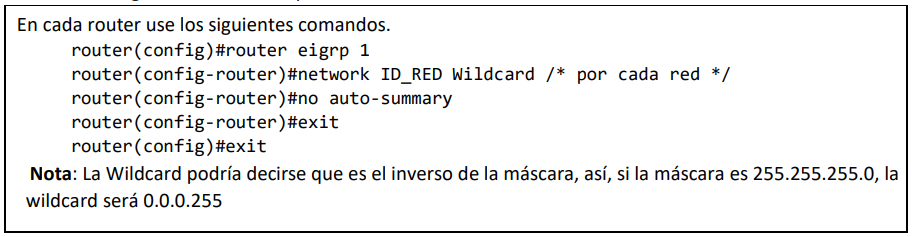 En cada router use los siguientes comandos.
router(config)#router eigrp 1
router(config-router)#network ID_RED Wildcard /* por cada red */
router(config-router)#no auto-summary
router(config-router)#exit
router(config)#exit
Nota: La Wildcard podría decirse que es el inverso de la máscara, así, si la máscara es 255.255.255.0, la
wildcard será 0.0.0.255